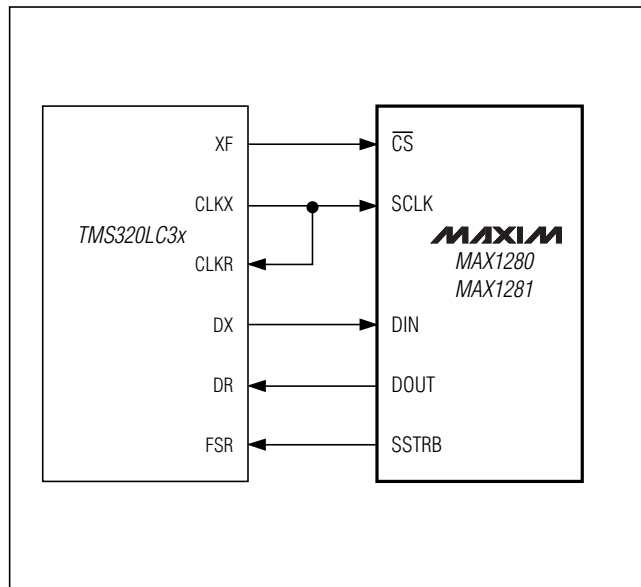 XF
CLKX
TMS320LC3x
CLKR
DX
DR
FSR
CS
SCLK
MAXIM
MAX1280
MAX1281
DIN
DOUT
SSTRB